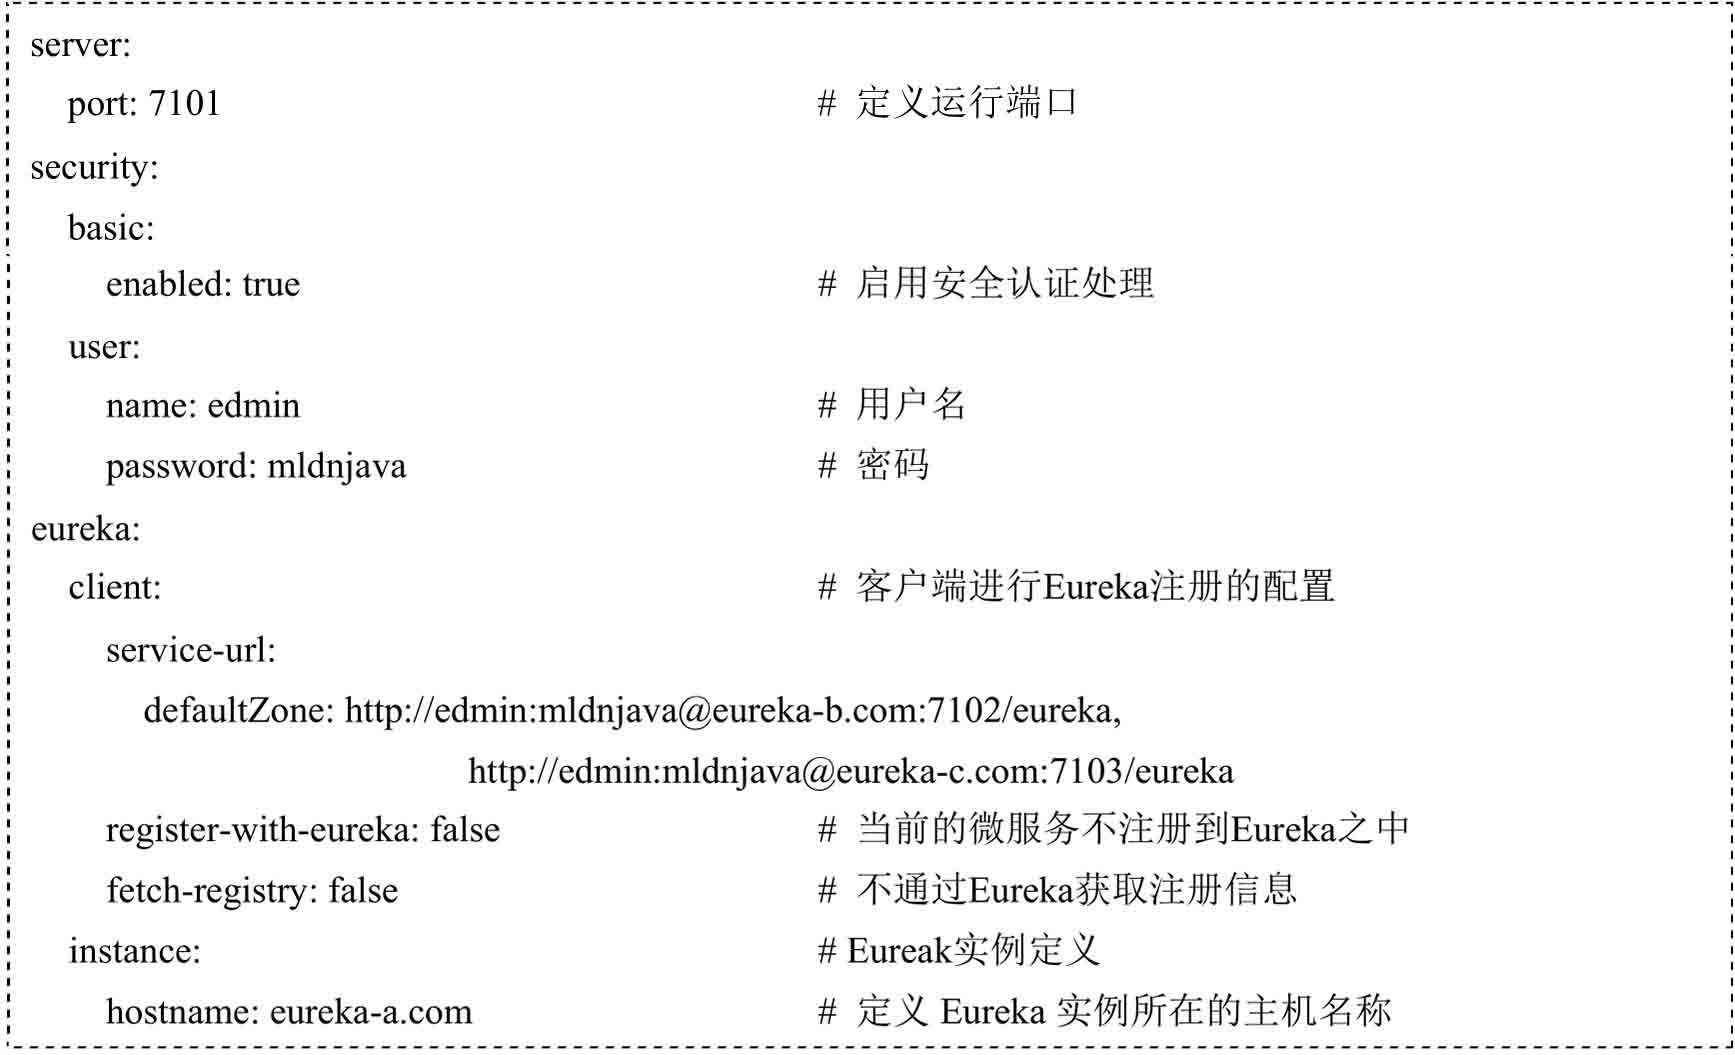 server:
port: 7101 # 定义运行端口
security:
basic:
enabled: true # 启用安全认证处理
user:
name: edmin # 用户名
password: mldnjava # 密码
eureka:
client: # 客户端进行Eureka注册的配置
service-url:
defaultZone: http://edmin:mldnjava@eureka-b.com:7102/eureka,
http://edmin:mldnjava@eureka-c.com:7103/eureka
register-with-eureka: false # 当前的微服务不注册到Eureka之中
fetch-registry: false # 不通过Eureka获取注册信息
instance: # Eureak实例定义
hostname: eureka-a.com # 定义 Eureka 实例所在的主机名称